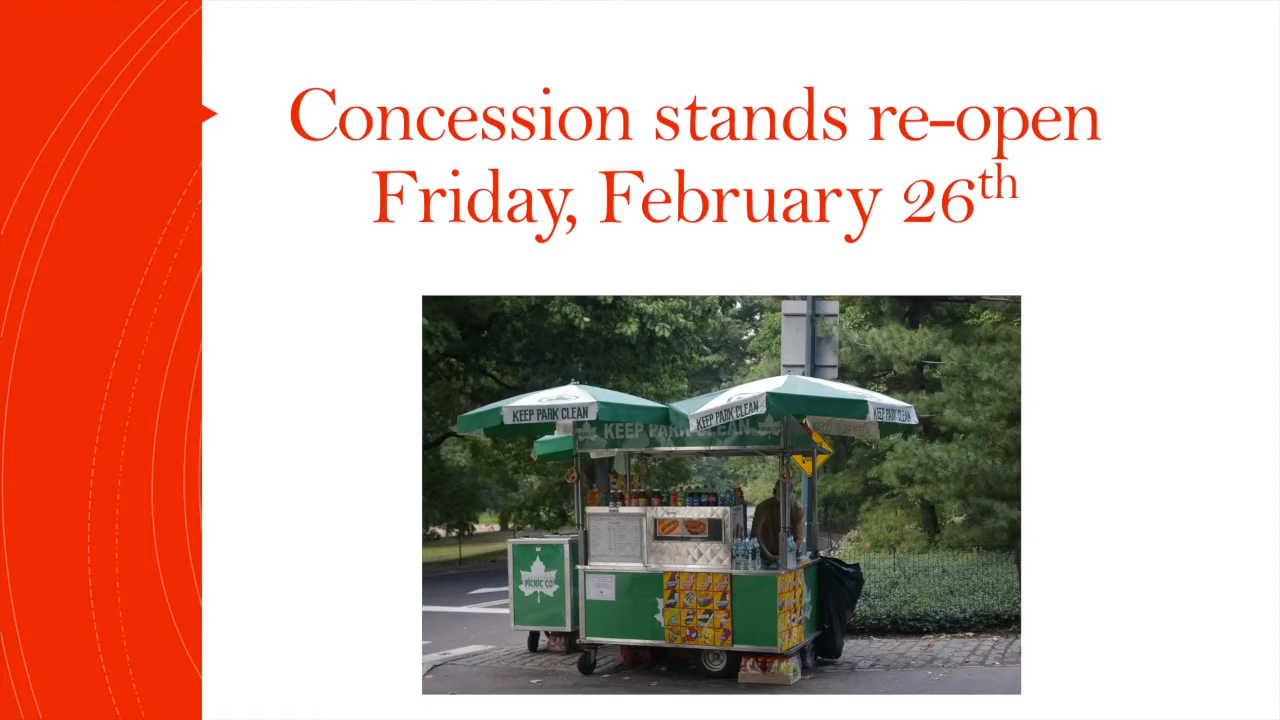 Concession stands re-open
Friday, February 26th
KEEP PARK CLEAN
KEEP PARK CLEAN
KEEP PARK CLEAN
KEEP PARK CLEAN
PICNIC CO